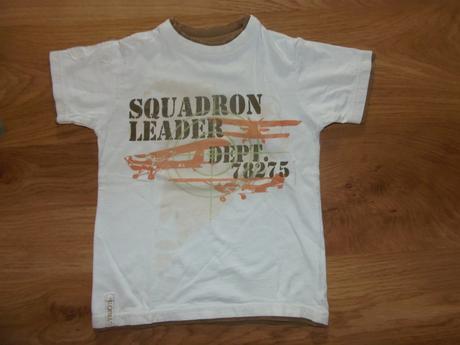 SQUADRON
LEADER
DEPT.
78275